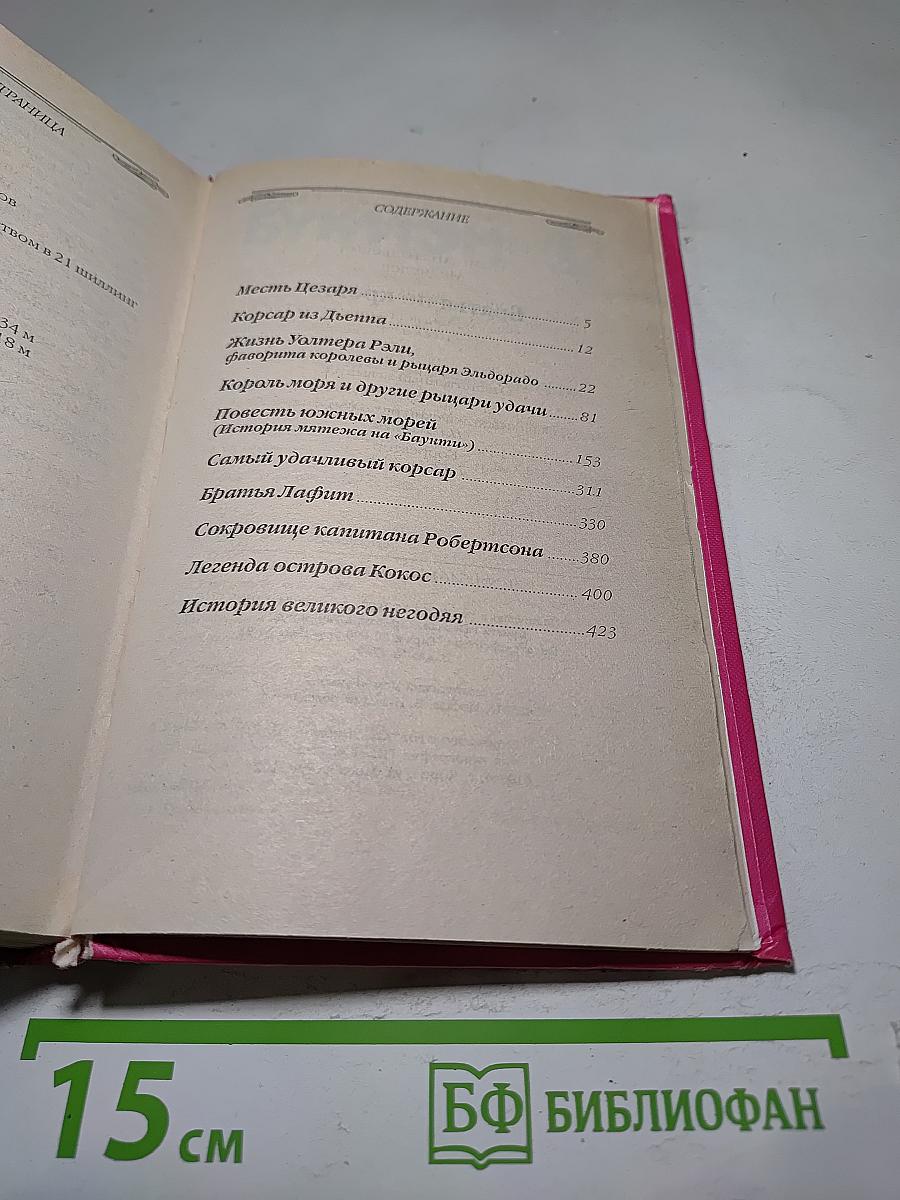 СТРАНИЦА
ов
ством в 21 шиллинг
34 м
18 м
СОДЕРЖАНИЕ
Месть Цезаря 5
Корсар из Дьеппа 12
Жизнь Уолтера Рэли,
фаворита королевы и рыцаря Эльдорадо 22
Король моря и другие рыцари удачи 81
Повесть южных морей
(История мятежа на «Баунти») 153
Самый удачливый корсар 311
Братья Лафит 330
Сокровище капитана Робертсона 380
Легенда острова Кокос 400
История великого негодяя 423
15 см
БФ БИБЛИОФАН